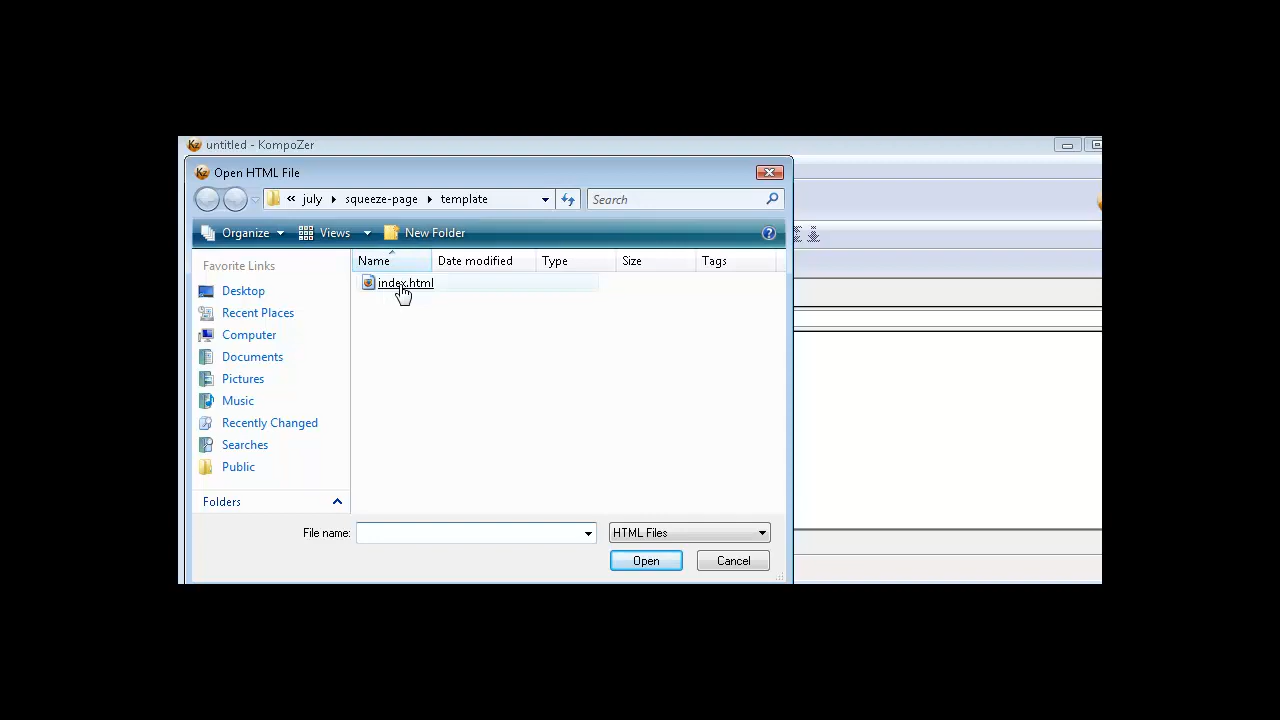 untitled - KompoZer
Open HTML File
« july squeeze-page template Search
Organize Views New Folder
Favorite Links
Desktop
Recent Places
Computer
Documents
Pictures
Music
Recently Changed
Searches
Public
Folders
Name Date modified Type Size Tags
index.html
File name: HTML Files
Open Cancel